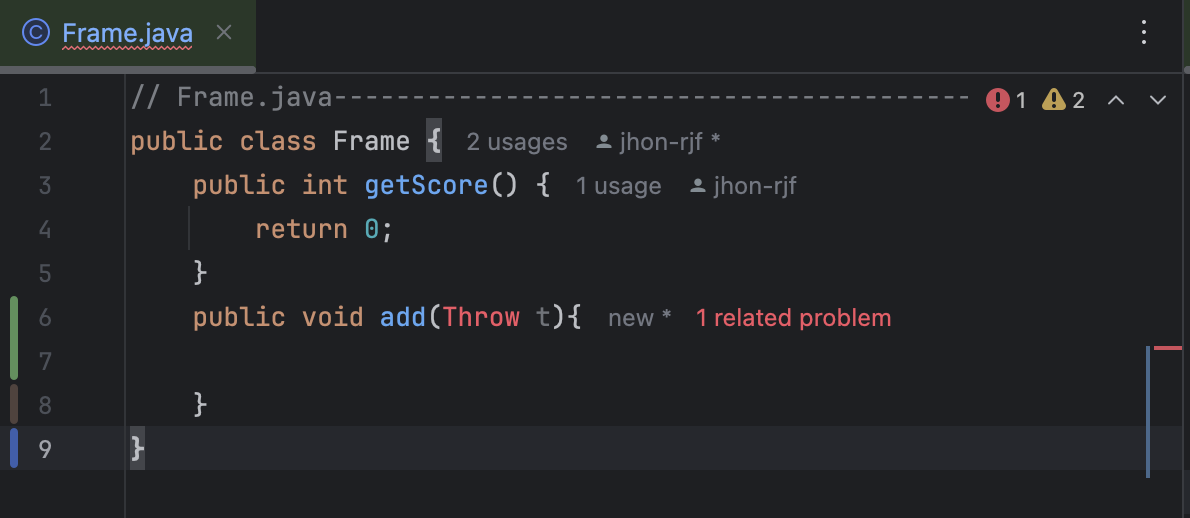 Frame.java
1 // Frame.java----------------------------------------- 1 2
2 public class Frame { 2 usages jhon-rjf *
3 public int getScore() { 1 usage jhon-rjf
4 return 0;
5 }
6 public void add(Throw t){ new * 1 related problem
7
8 }
9 }